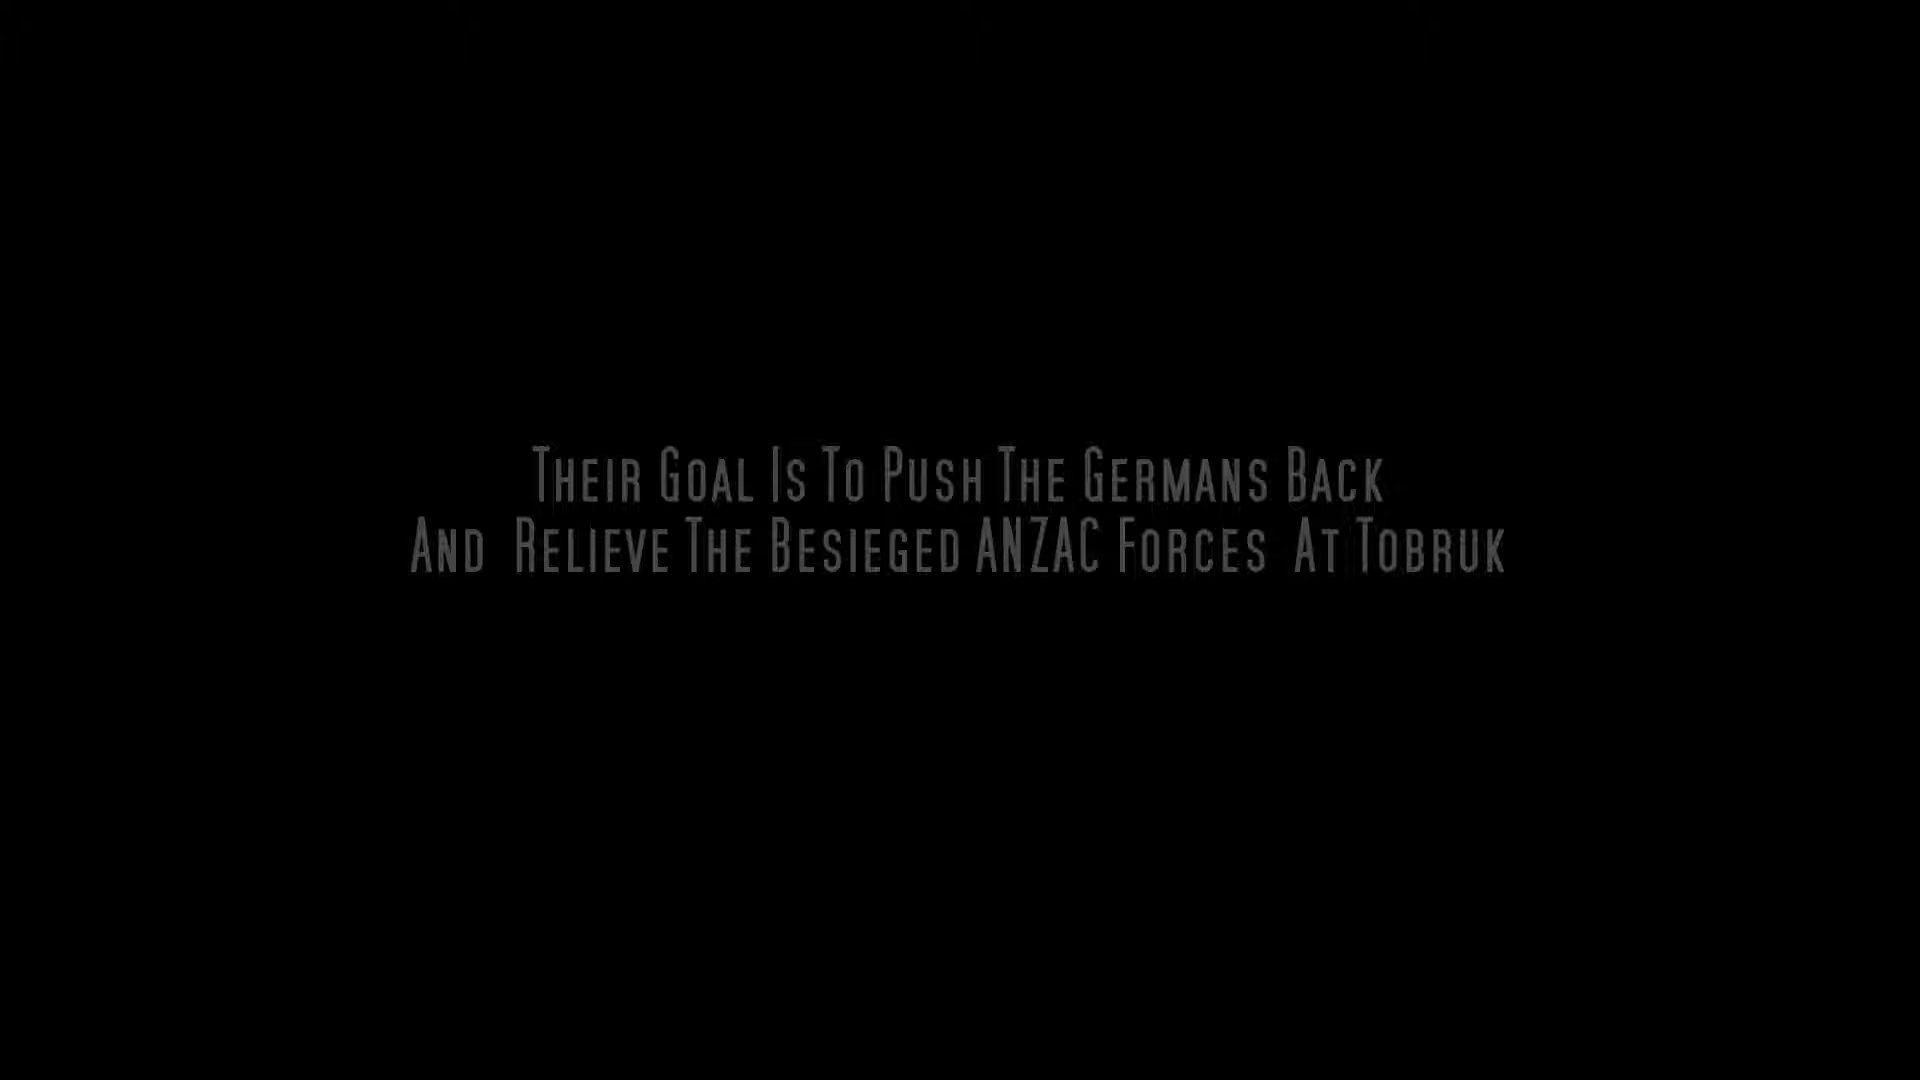 Their Goal Is To Push The Germans Back
And  Relieve The Besieged ANZAC Forces  At Tobruk